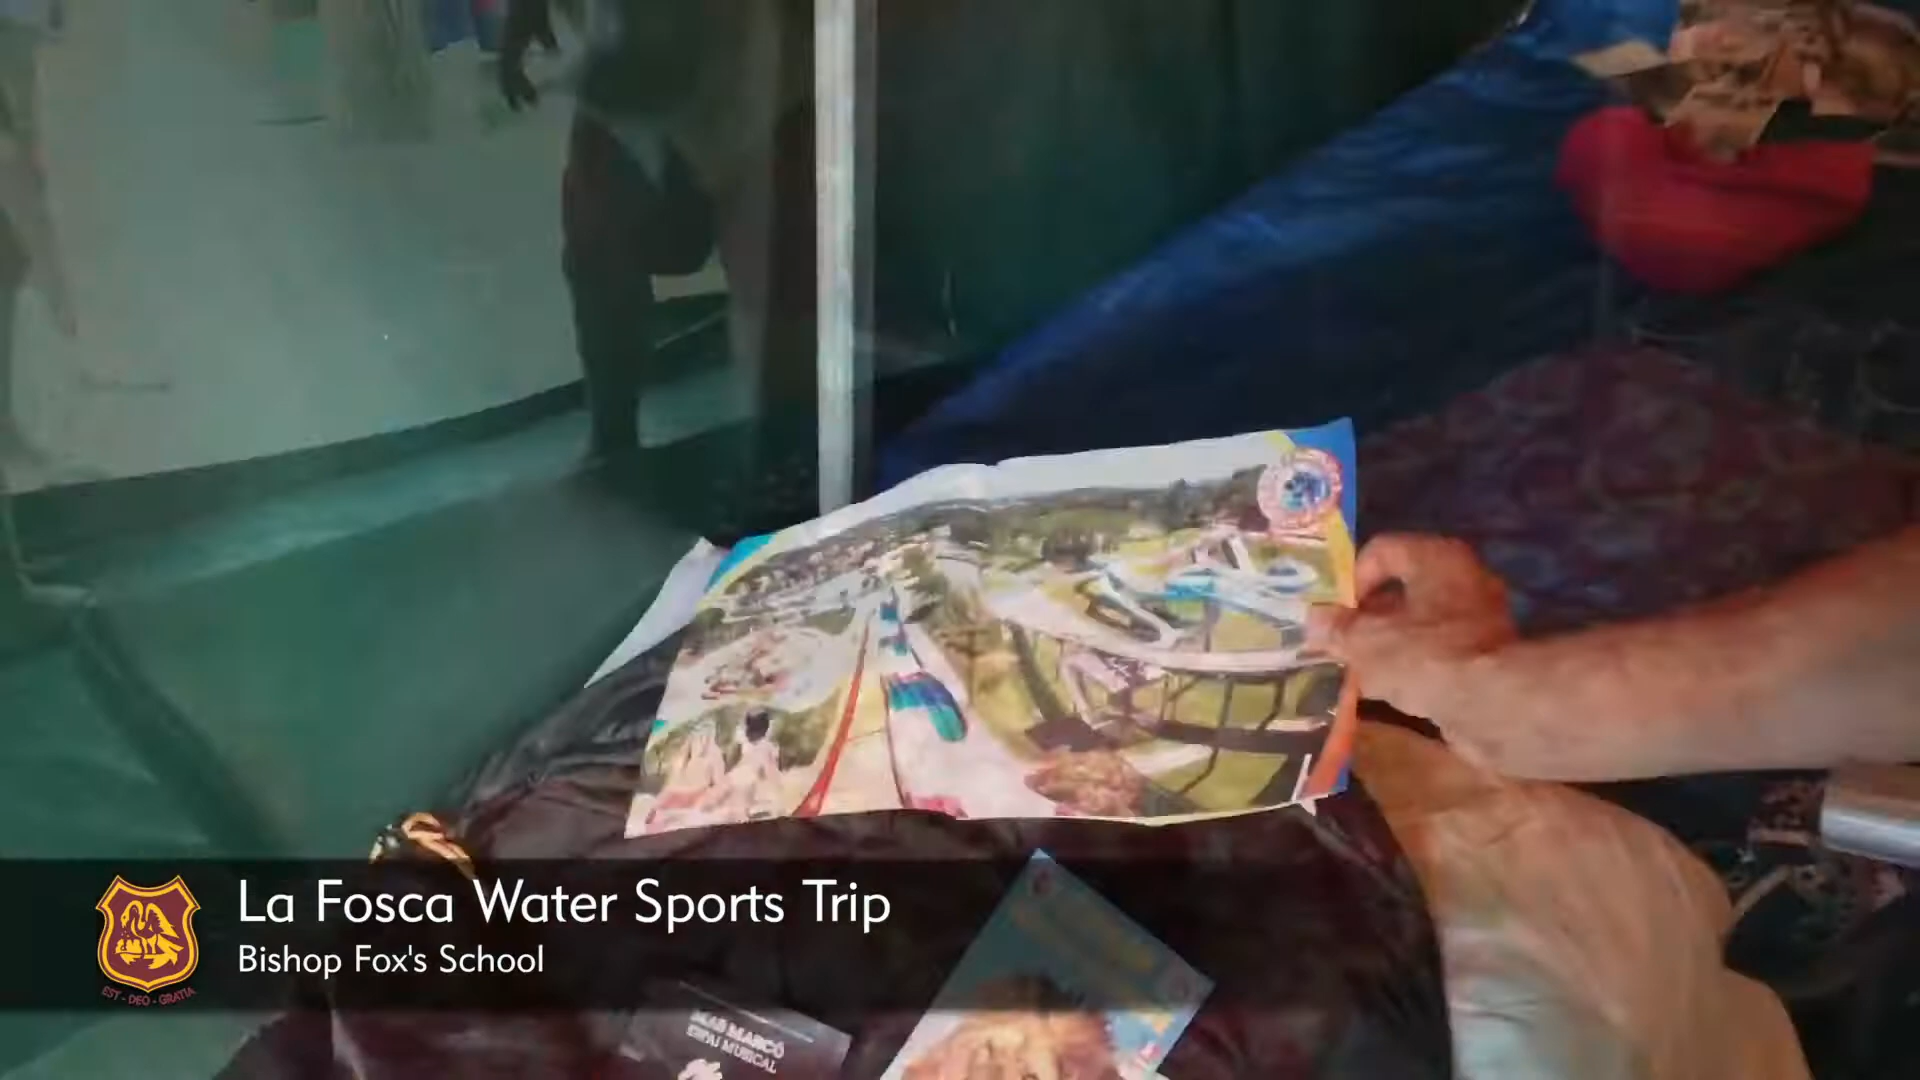 La Fosca Water Sports Trip
Bishop Fox's School
EST - DEO - GRATIA
MAS MARCÓ
ESPAI MUSICAL